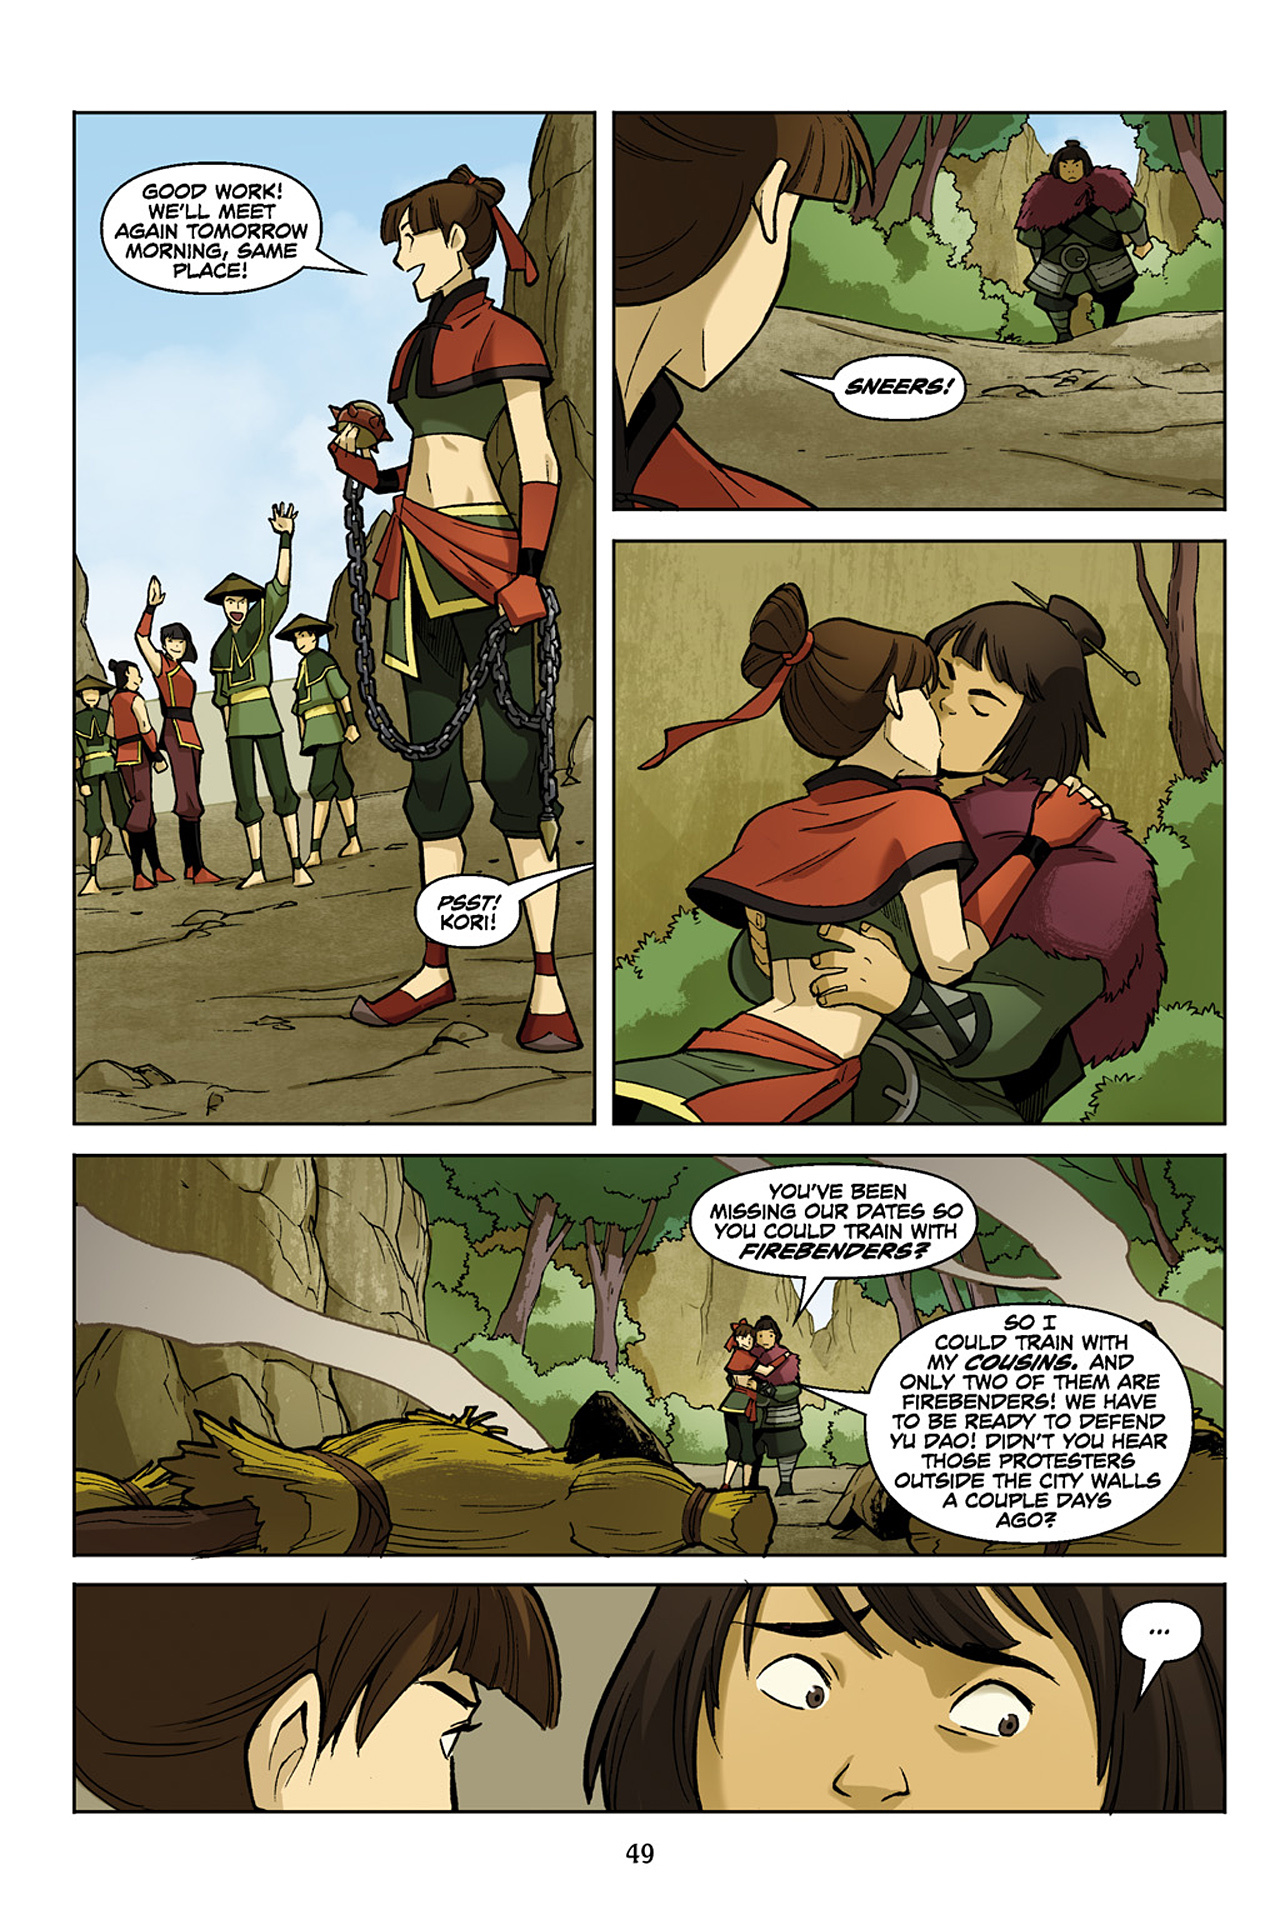 GOOD WORK!
WE'LL MEET
AGAIN TOMORROW
MORNING, SAME
PLACE!
PSST!
KORI!
SNEERS!
YOU'VE BEEN
MISSING OUR DATES SO
YOU COULD TRAIN WITH
FIREBENDERS?
SO I
COULD TRAIN WITH
MY COUSINS. AND
ONLY TWO OF THEM ARE
FIREBENDERS! WE HAVE
TO BE READY TO DEFEND
YU DAO! DIDN'T YOU HEAR
THOSE PROTESTERS
OUTSIDE THE CITY WALLS
A COUPLE DAYS
AGO?
...
49